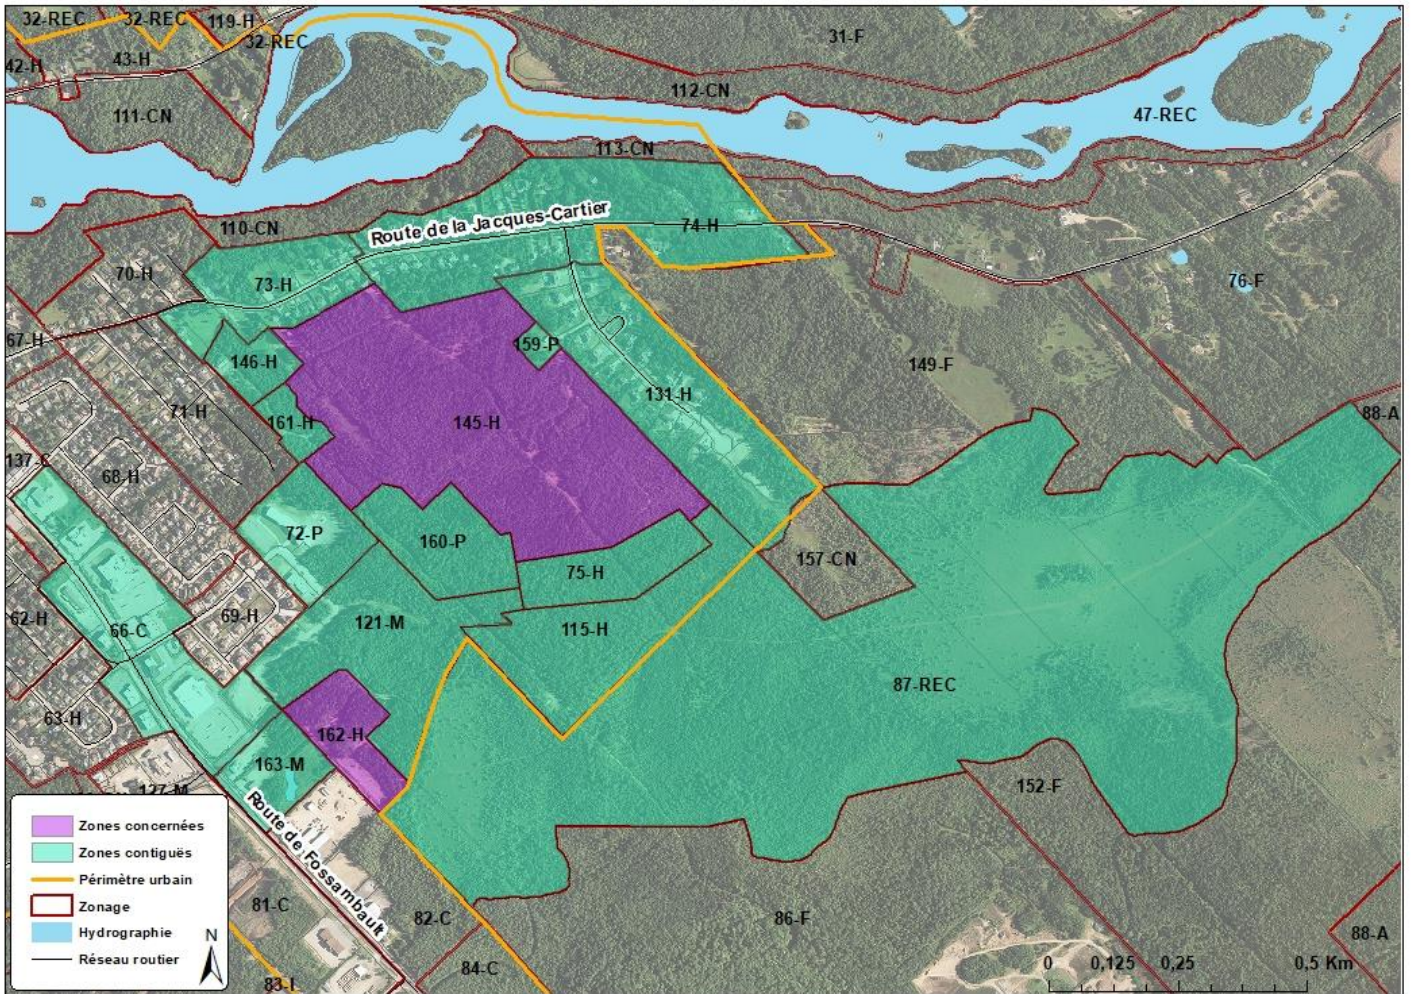 32-REC
32-REC
119-H
32-REC
42-H
43-H
111-CN
31-F
112-CN
47-REC
113-CN
110-CN
Route de la Jacques-Cartier
74-H
70-H
73-H
76-F
67-H
146-H
159-P
149-F
131-H
71-H
161-H
145-H
88-A
137-C
68-H
72-P
160-P
157-CN
75-H
62-H
69-H
121-M
115-H
66-C
87-REC
63-H
162-H
163-M
127-M
152-F
Route de Fossambault
Zones concernées
Zones contiguës
Périmètre urbain
Zonage
Hydrographie
Réseau routier
N
81-C
82-C
86-F
88-A
84-C
83-I
0 0,125 0,25 0,5 Km